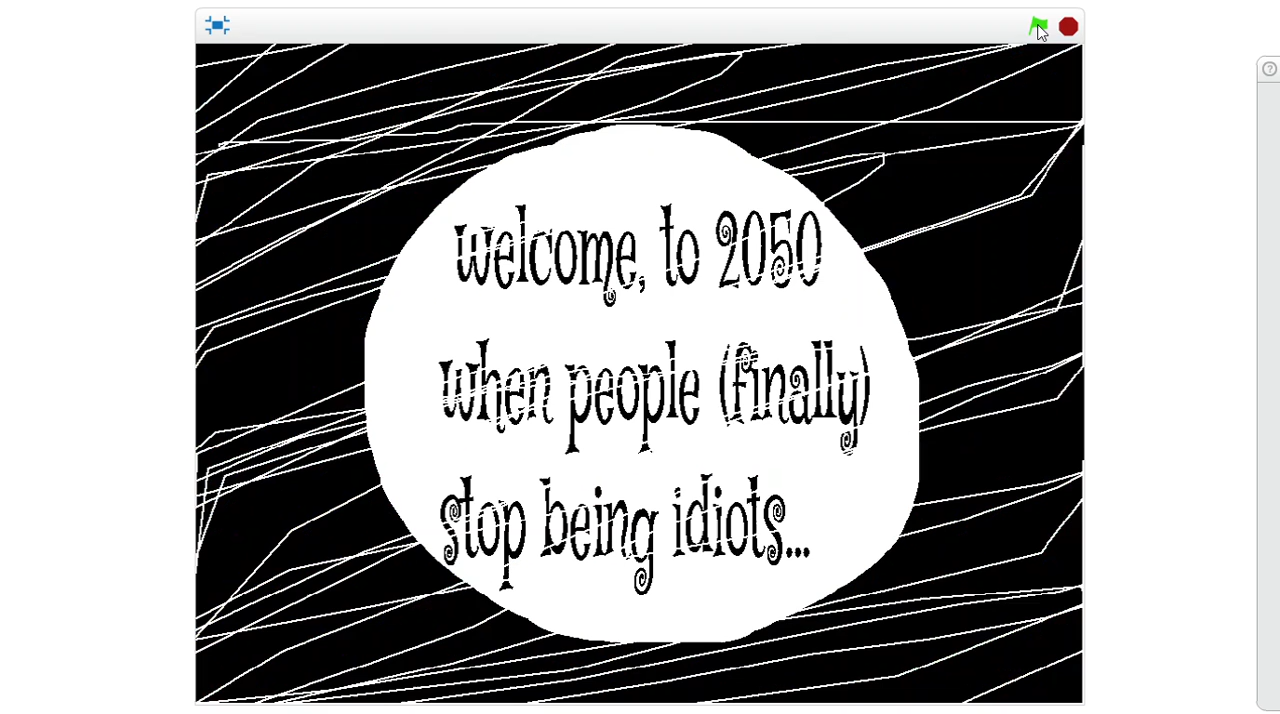 welcome, to 2050
when people (finally)
stop being idiots...